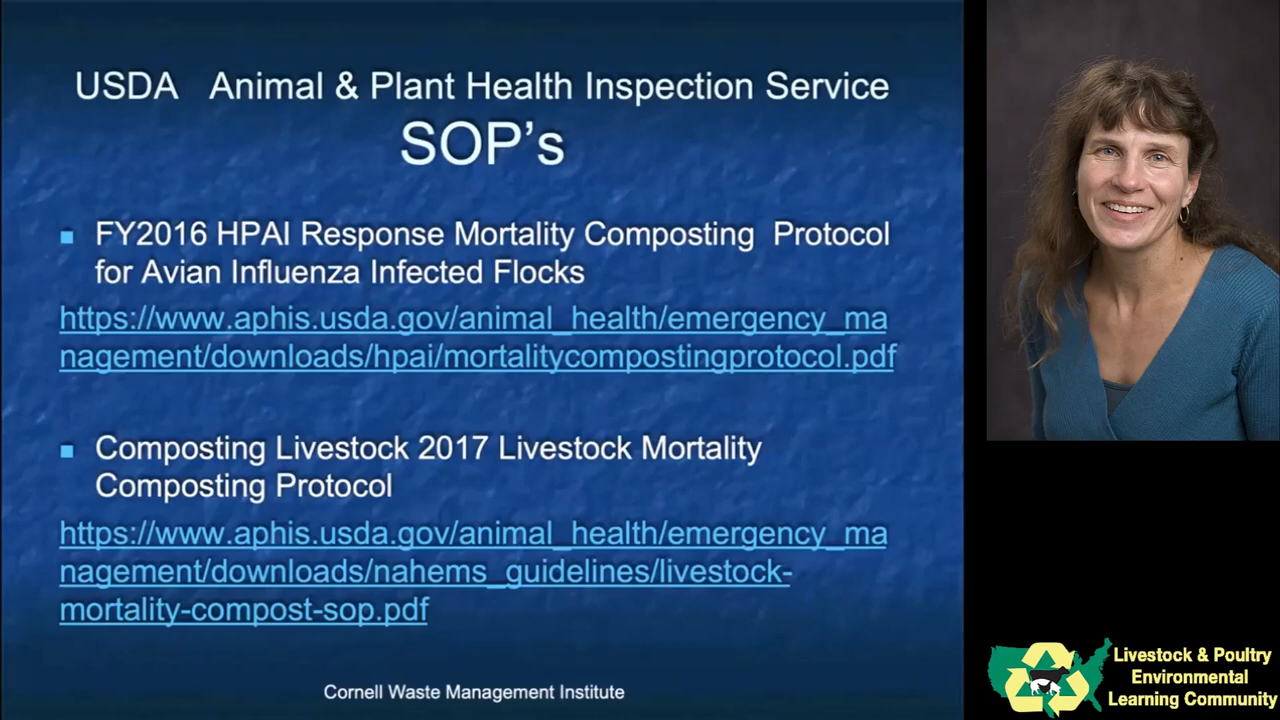 USDA Animal & Plant Health Inspection Service
SOP's
FY2016 HPAI Response Mortality Composting Protocol
for Avian Influenza Infected Flocks
https://www.aphis.usda.gov/animal_health/emergency_ma
nagement/downloads/hpai/mortalitycompostingprotocol.pdf
Composting Livestock 2017 Livestock Mortality
Composting Protocol
https://www.aphis.usda.gov/animal_health/emergency_ma
nagement/downloads/nahems_guidelines/livestock-
mortality-compost-sop.pdf
Cornell Waste Management Institute
Livestock & Poultry
Environmental
Learning Community